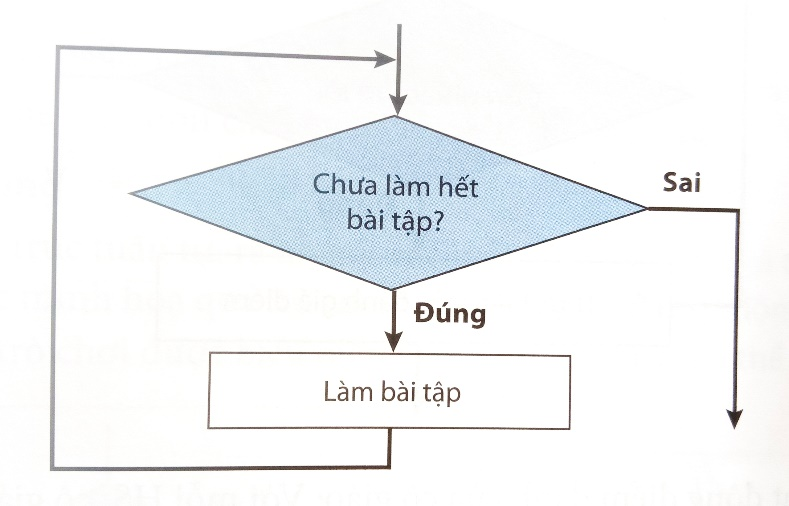 Chưa làm hết
bài tập?
Sai
Đúng
Làm bài tập